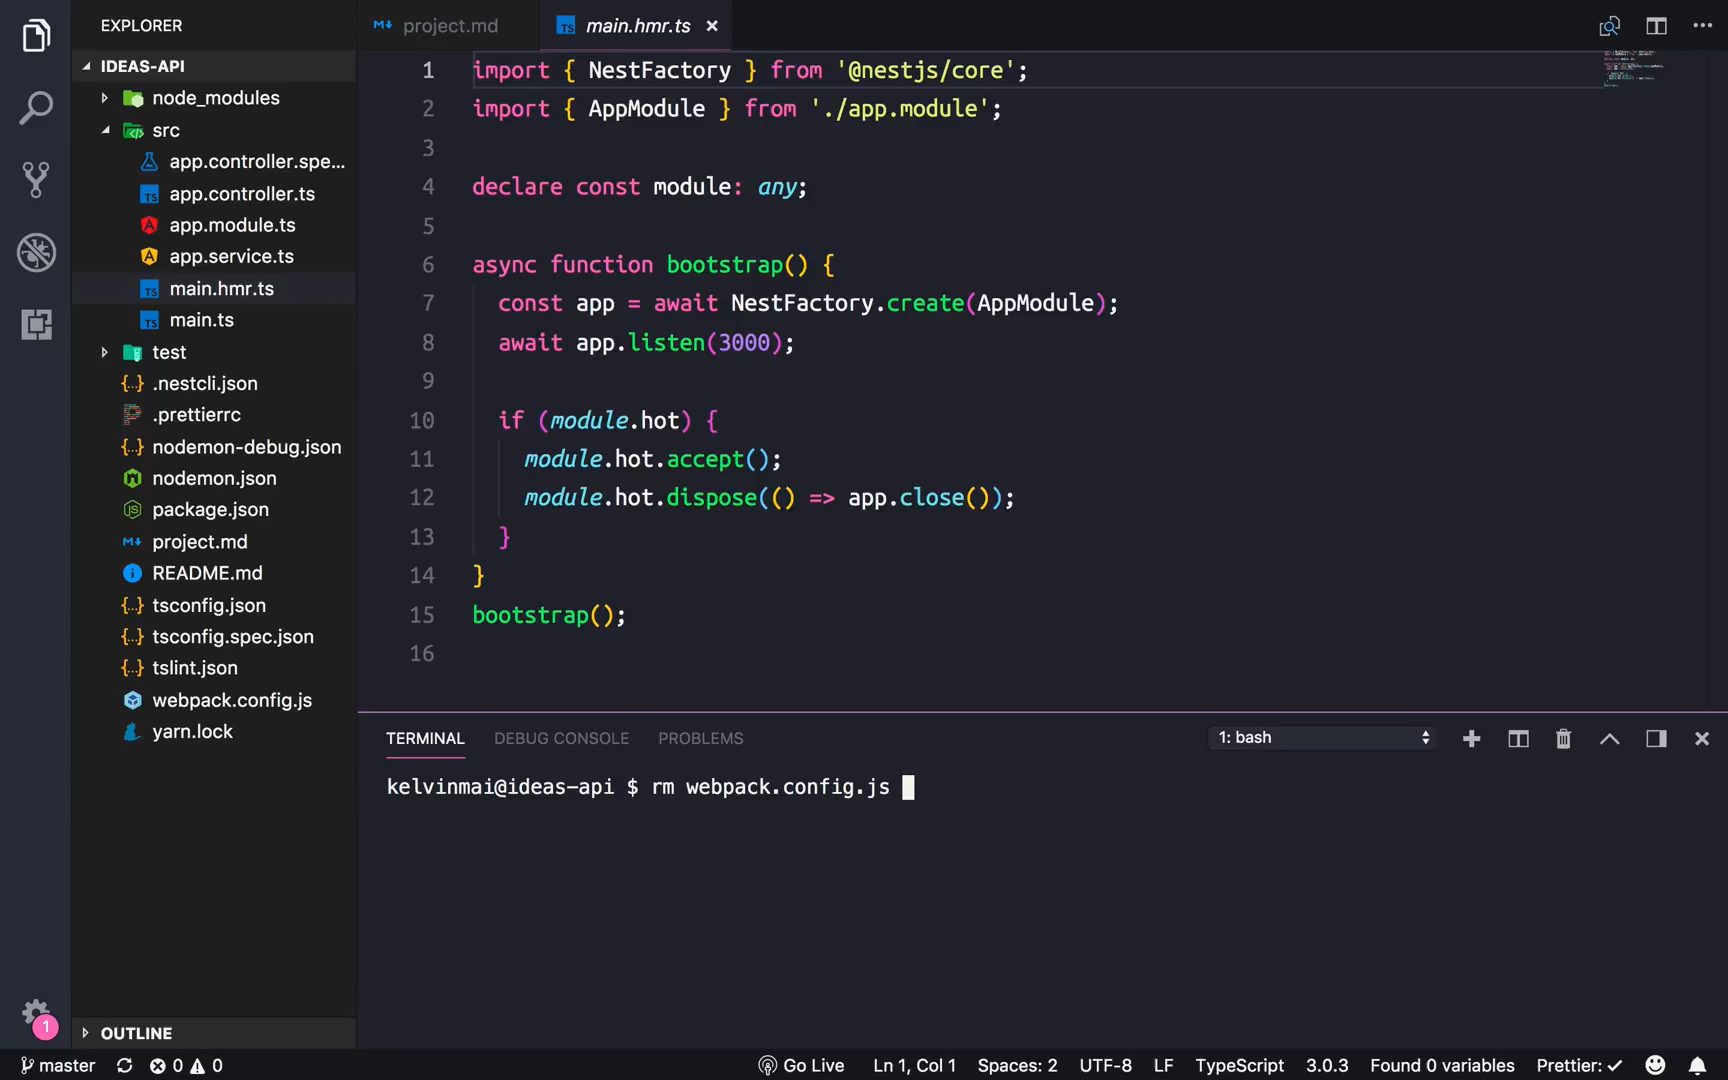 EXPLORER
IDEAS-API
node_modules
src
app.controller.spe...
app.controller.ts
app.module.ts
app.service.ts
main.hmr.ts
main.ts
test
.nestcli.json
.prettierrc
nodemon-debug.json
nodemon.json
package.json
project.md
README.md
tsconfig.json
tsconfig.spec.json
tslint.json
webpack.config.js
yarn.lock
OUTLINE
1
project.md
main.hmr.ts
1 import { NestFactory } from '@nestjs/core';
2 import { AppModule } from './app.module';
3
4 declare const module: any;
5
6 async function bootstrap() {
7 const app = await NestFactory.create(AppModule);
8 await app.listen(3000);
9
10 if (module.hot) {
11 module.hot.accept();
12 module.hot.dispose(() => app.close());
13 }
14 }
15 bootstrap();
16
TERMINAL DEBUG CONSOLE PROBLEMS 1: bash
kelvinmai@ideas-api $ rm webpack.config.js
master 0 0 Go Live Ln 1, Col 1 Spaces: 2 UTF-8 LF TypeScript 3.0.3 Found 0 variables Prettier: ✓